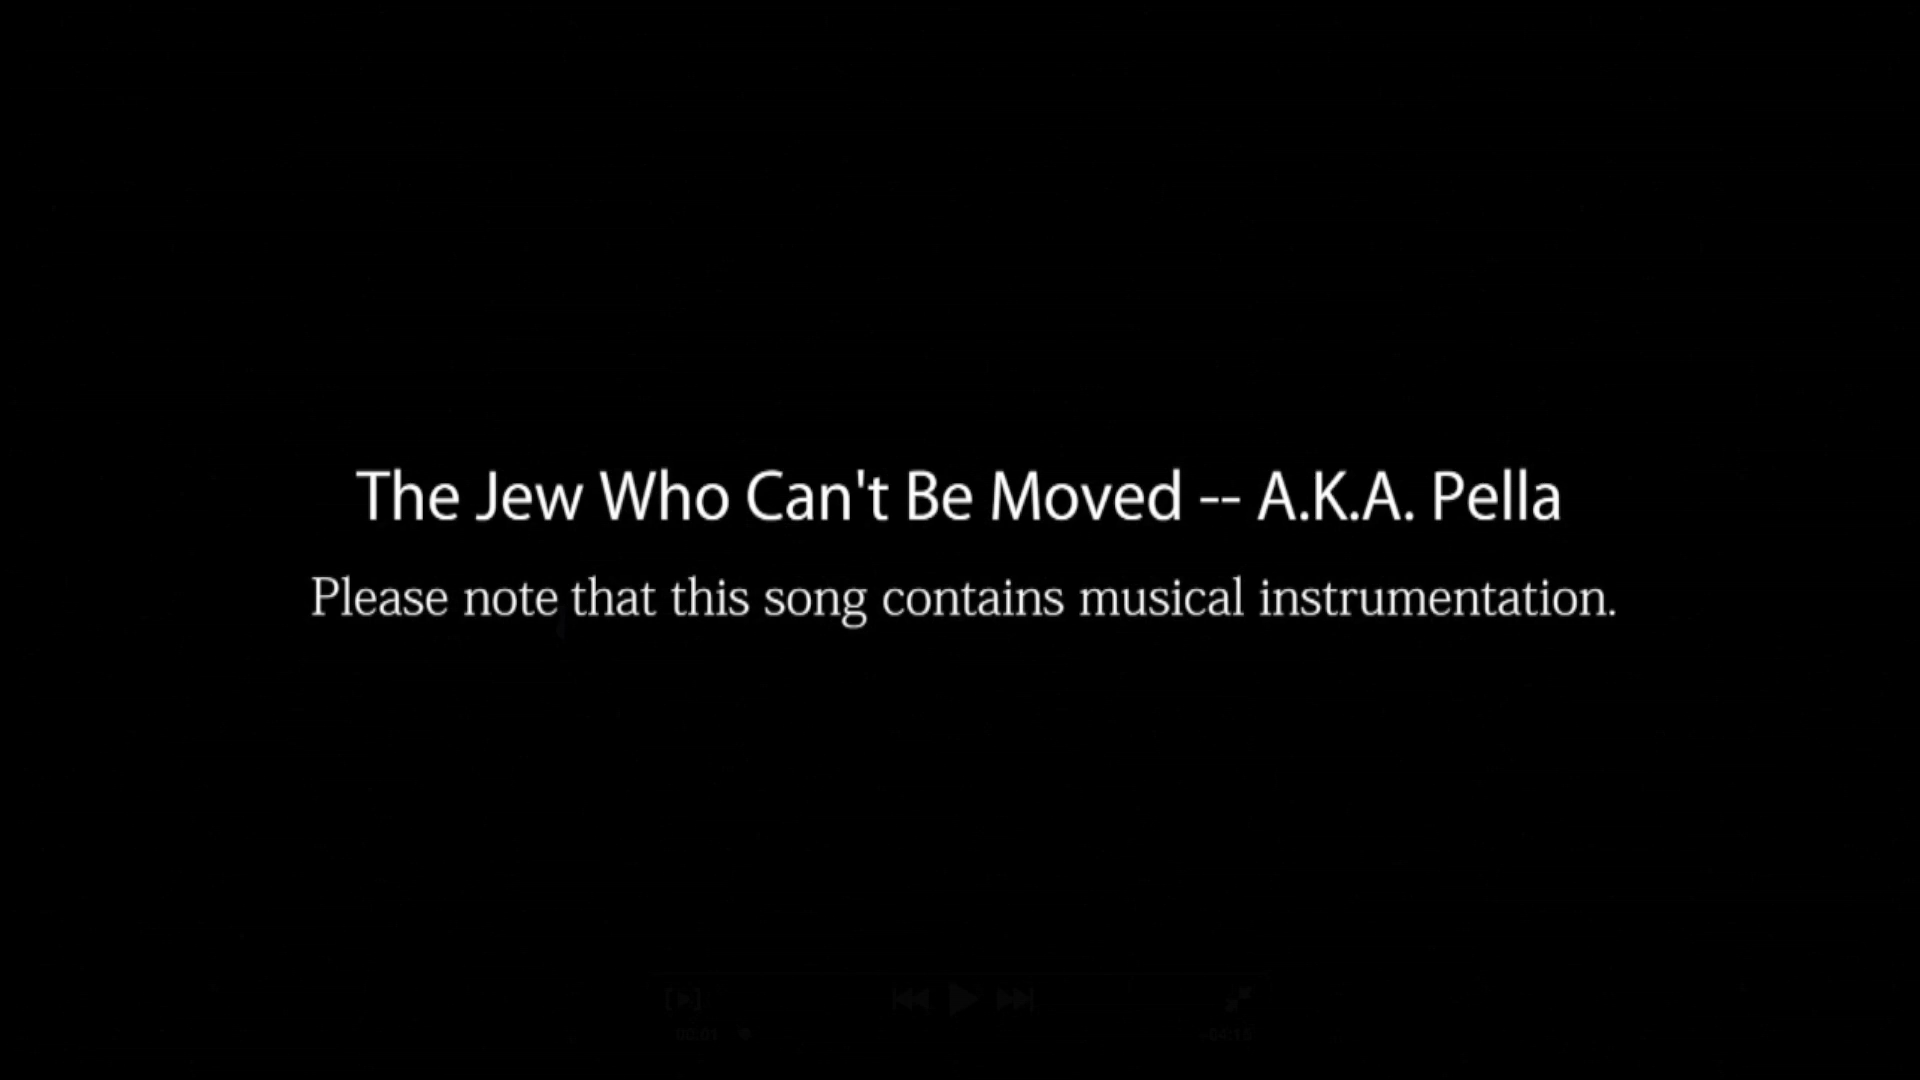 The Jew Who Can't Be Moved -- A.K.A. Pella
Please note that this song contains musical instrumentation.